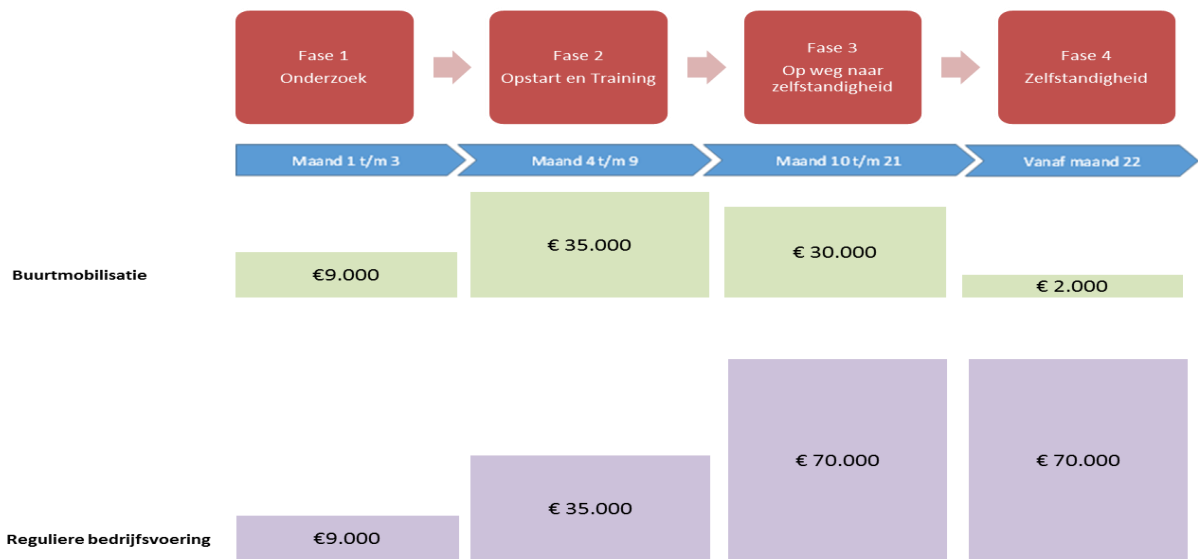 Fase 1
Onderzoek
Fase 2
Opstart en Training
Fase 3
Op weg naar
zelfstandigheid
Fase 4
Zelfstandigheid
Maand 1 t/m 3
Maand 4 t/m 9
Maand 10 t/m 21
Vanaf maand 22
Buurtmobilisatie
€9.000
€ 35.000
€ 30.000
€ 2.000
Reguliere bedrijfsvoering
€9.000
€ 35.000
€ 70.000
€ 70.000